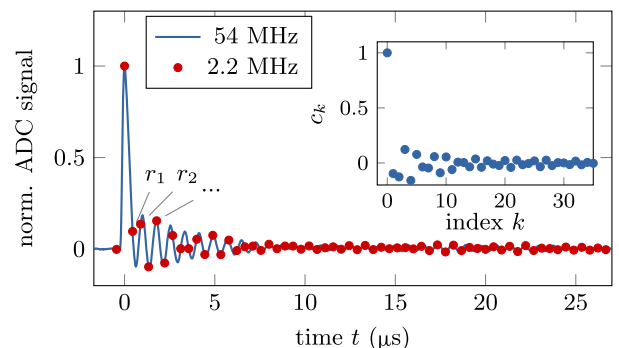 54 MHz
2.2 MHz
norm. ADC signal
1
0.5
0
r1 r2 ...
1
0.5
0
ck
0 10 20 30
index k
0 5 10 15 20 25
time t (μs)